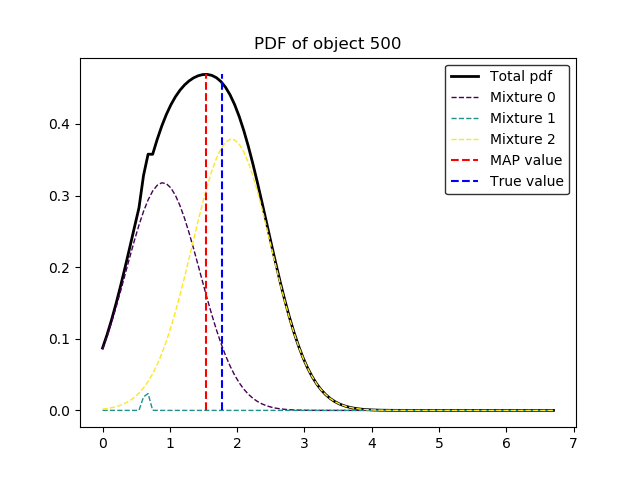 PDF of object 500
Total pdf
Mixture 0
Mixture 1
Mixture 2
MAP value
True value
0.4
0.3
0.2
0.1
0.0
0 1 2 3 4 5 6 7